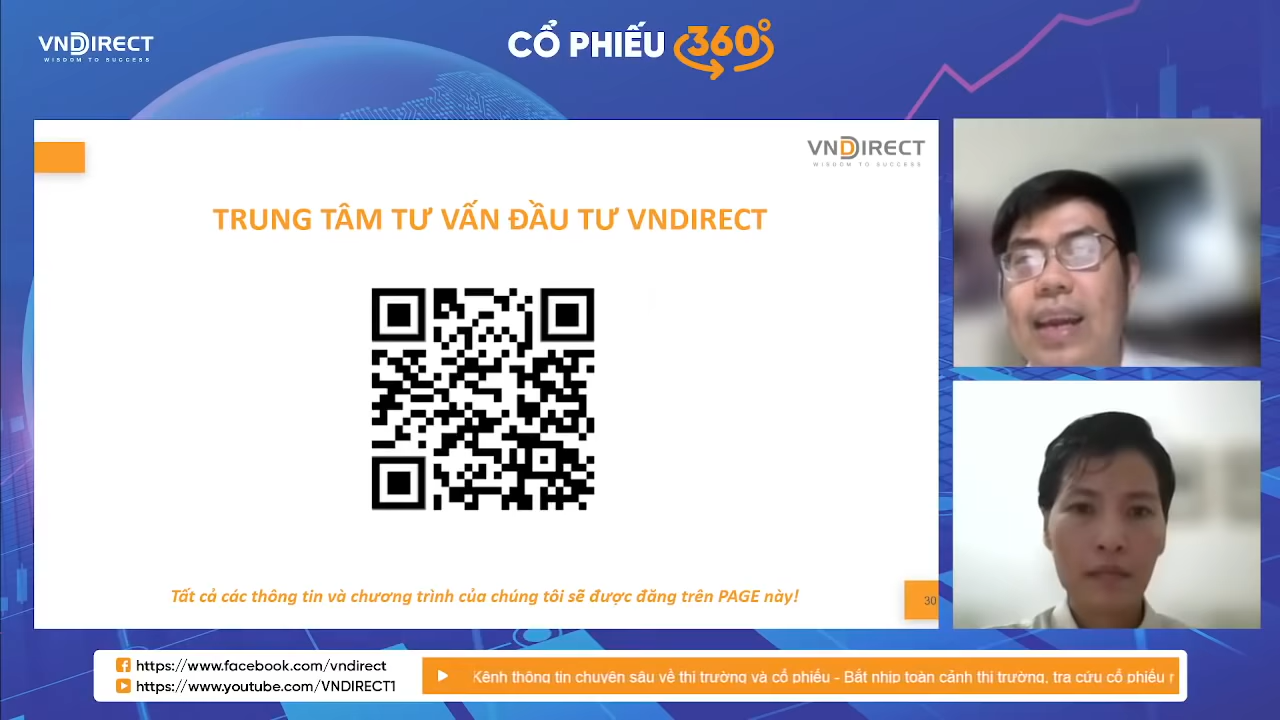 VNDIRECT
WISDOM TO SUCCESS
CỔ PHIẾU 360°
VNDIRECT
WISDOM TO SUCCESS
TRUNG TÂM TƯ VẤN ĐẦU TƯ VNDIRECT
Tất cả các thông tin và chương trình của chúng tôi sẽ được đăng trên PAGE này!
30
https://www.facebook.com/vndirect
https://www.youtube.com/VNDIRECT1
Kênh thông tin chuyên sâu về thị trường và cổ phiếu - Bắt nhịp toàn cảnh thị trường, tra cứu cổ phiếu